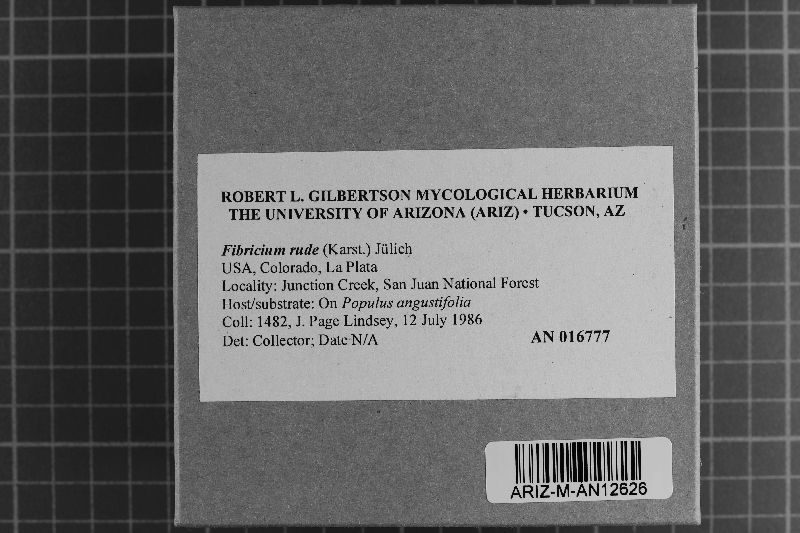 ROBERT L. GILBERTSON MYCOLOGICAL HERBARIUM
THE UNIVERSITY OF ARIZONA (ARIZ) • TUCSON, AZ
Fibricium rude (Karst.) Jülich
USA, Colorado, La Plata
Locality: Junction Creek, San Juan National Forest
Host/substrate: On Populus angustifolia
Coll: 1482, J. Page Lindsey, 12 July 1986
Det: Collector; Date N/A AN 016777
ARIZ-M-AN12626